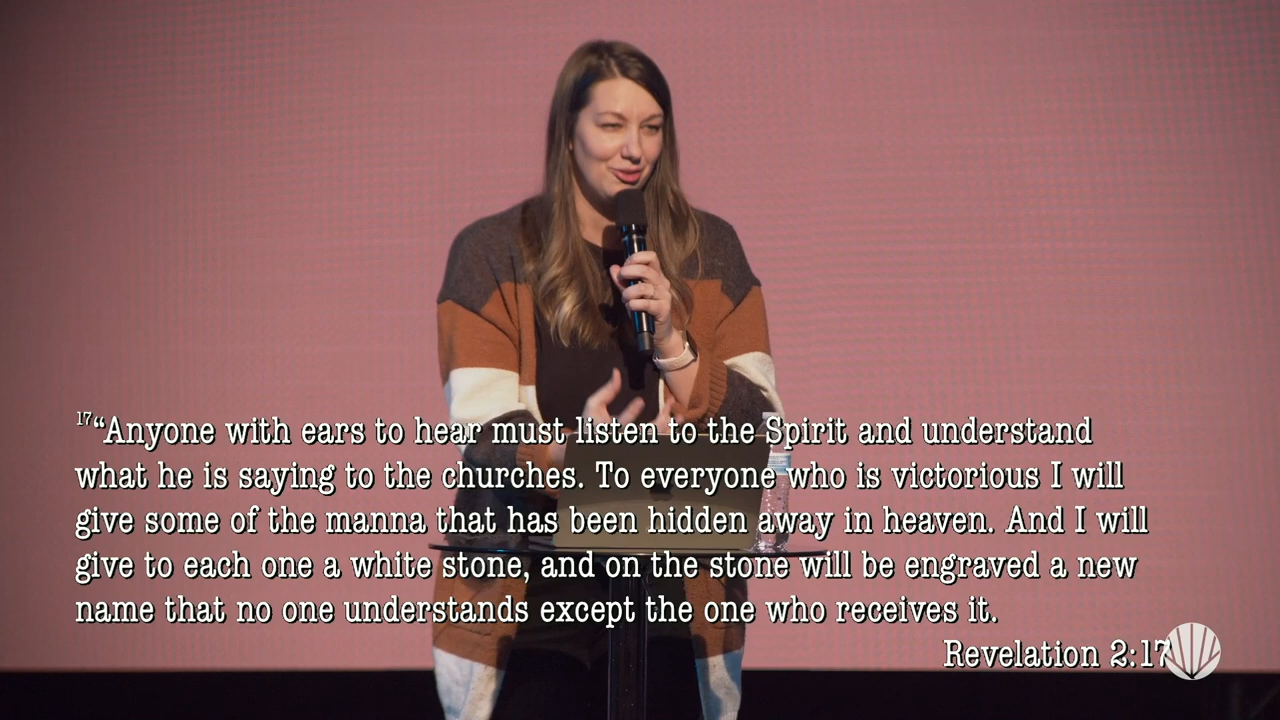 17“Anyone with ears to hear must listen to the Spirit and understand
what he is saying to the churches. To everyone who is victorious I will
give some of the manna that has been hidden away in heaven. And I will
give to each one a white stone, and on the stone will be engraved a new
name that no one understands except the one who receives it.
Revelation 2:17